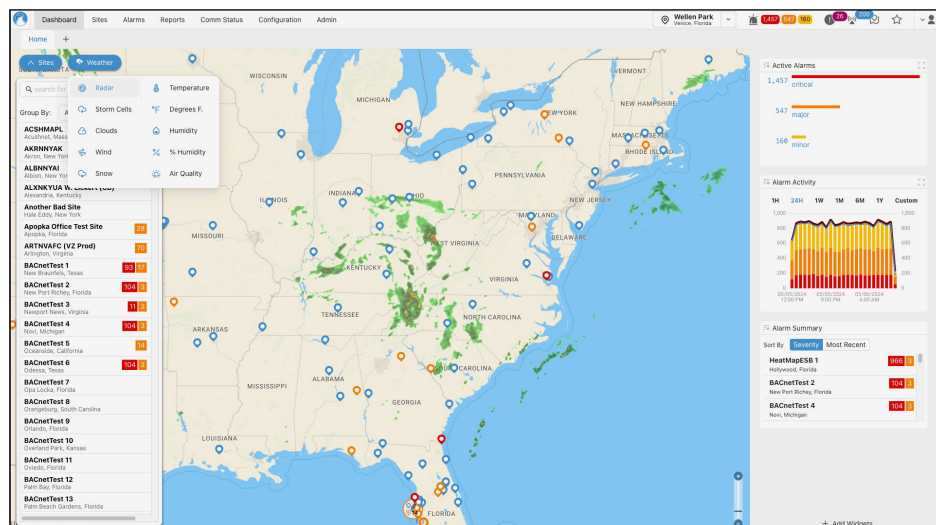 Dashboard Sites Alarms Reports Comm Status Configuration Admin
Wellen Park
Venice, Florida
1,457 547 160
26
200
Home +
Sites
Weather
Radar Temperature
Storm Cells °F Degrees F.
Clouds Humidity
Wind % Humidity
Snow Air Quality
search for
Group By: A
ACSHMAPL
Acushnet, Mass
AKRNNYAK
Akron, New York
ALBNNYAI
Albion, New Yor
Alexandria, Kentucky
Another Bad Site
Hale Eddy, New York
Apopka Office Test Site
Apopka, Florida
28
ARTNVAFC (VZ Prod)
Arlington, Virginia
70
BACnetTest 1
New Braunfels, Texas
93 17
BACnetTest 2
New Port Richey, Florida
104 3
BACnetTest 3
Newport News, Virginia
11 3
BACnetTest 4
Novi, Michigan
104 3
BACnetTest 5
Oceanside, California
14
BACnetTest 6
Odessa, Texas
104 3
BACnetTest 7
Opa Locka, Florida
BACnetTest 8
Orangeburg, South Carolina
BACnetTest 9
Orlando, Florida
BACnetTest 10
Overland Park, Kansas
BACnetTest 11
Oviedo, Florida
BACnetTest 12
Palm Bay, Florida
BACnetTest 13
Palm Beach Gardens, Florida
WISCONSIN
MICHIGAN
VERMONT
NEW HAMPSHIRE
NEW YORK
MASSACHUSETTS
RHODE ISLAND
PENNSYLVANIA
NEW JERSEY
ILLINOIS
INDIANA
OHIO
MARYLAND
DELAWARE
MISSOURI
WEST VIRGINIA
KENTUCKY
VIRGINIA
TENNESSEE
NORTH CAROLINA
ARKANSAS
SOUTH CAROLINA
MISSISSIPPI
ALABAMA
GEORGIA
LOUISIANA
FLORIDA
Active Alarms
1,457 critical
547 major
160 minor
Alarm Activity
1H 24H 1W 1M 6M 1Y Custom
1,000 1,000
800 800
600 600
400 400
200 200
0 0
05/05/2024 05/05/2024 05/06/2024
12:00 PM 9:00 PM 6:00 AM
Alarm Summary
Sort By Severity Most Recent
HeatMapESB 1
Hollywood, Florida
966 3
BACnetTest 2
New Port Richey, Florida
104 3
BACnetTest 4
Novi, Michigan
104 3
+ Add Widgets